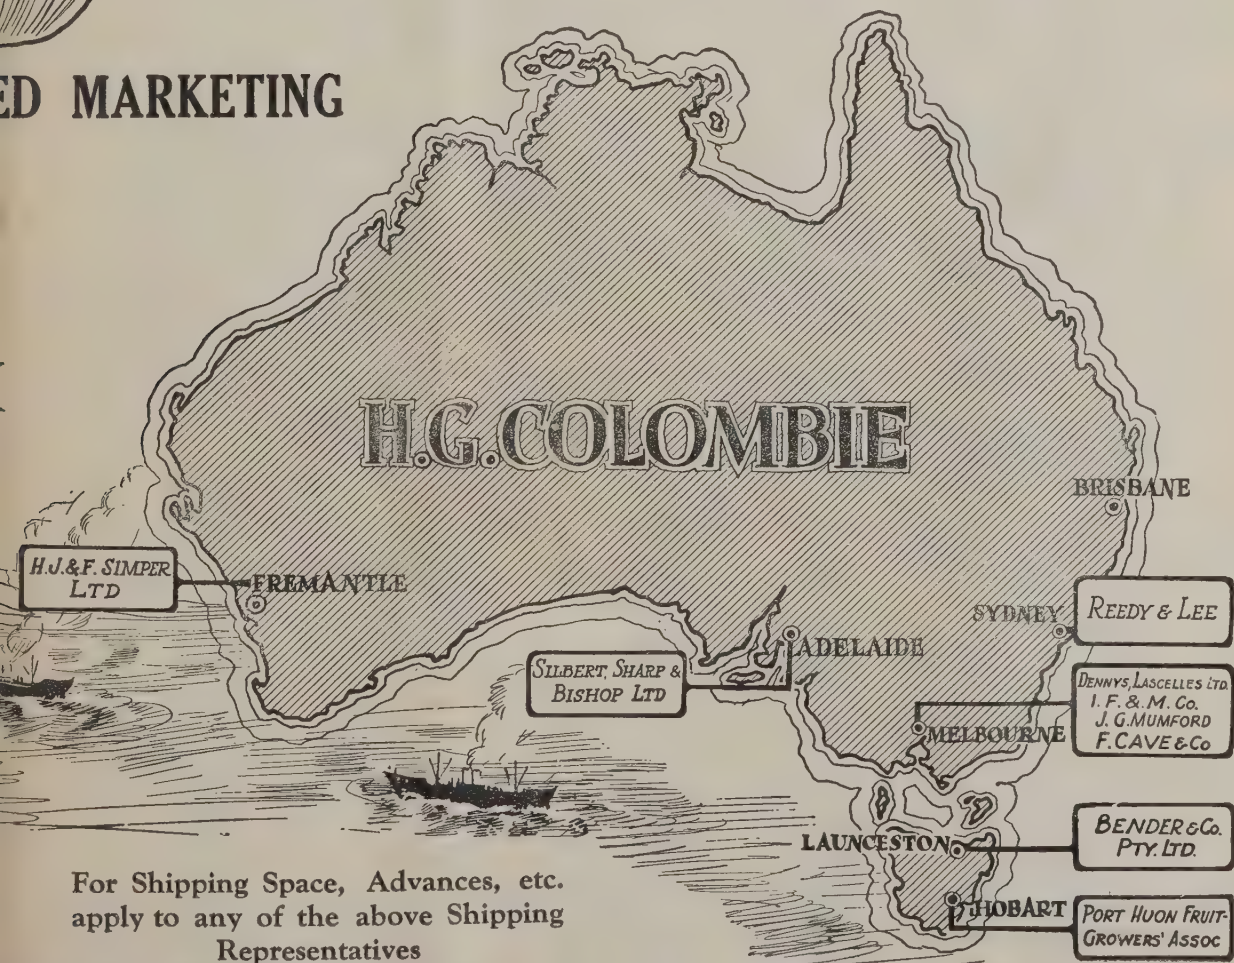 ED MARKETING
H.G.COLOMBIE
BRISBANE
H.J.&F. SIMPER
LTD
FREMANTLE
SYDNEY
REEDY & LEE
ADELAIDE
SILBERT, SHARP &
BISHOP LTD
DENNYS, LASCELLES LTD.
I. F. & M. CO.
J. G. MUMFORD
F. CAVE & CO
MELBOURNE
LAUNCESTON
BENDER & CO.
PTY. LTD.
HOBART
PORT HUON FRUIT-
GROWERS' ASSOC
For Shipping Space, Advances, etc.
apply to any of the above Shipping
Representatives